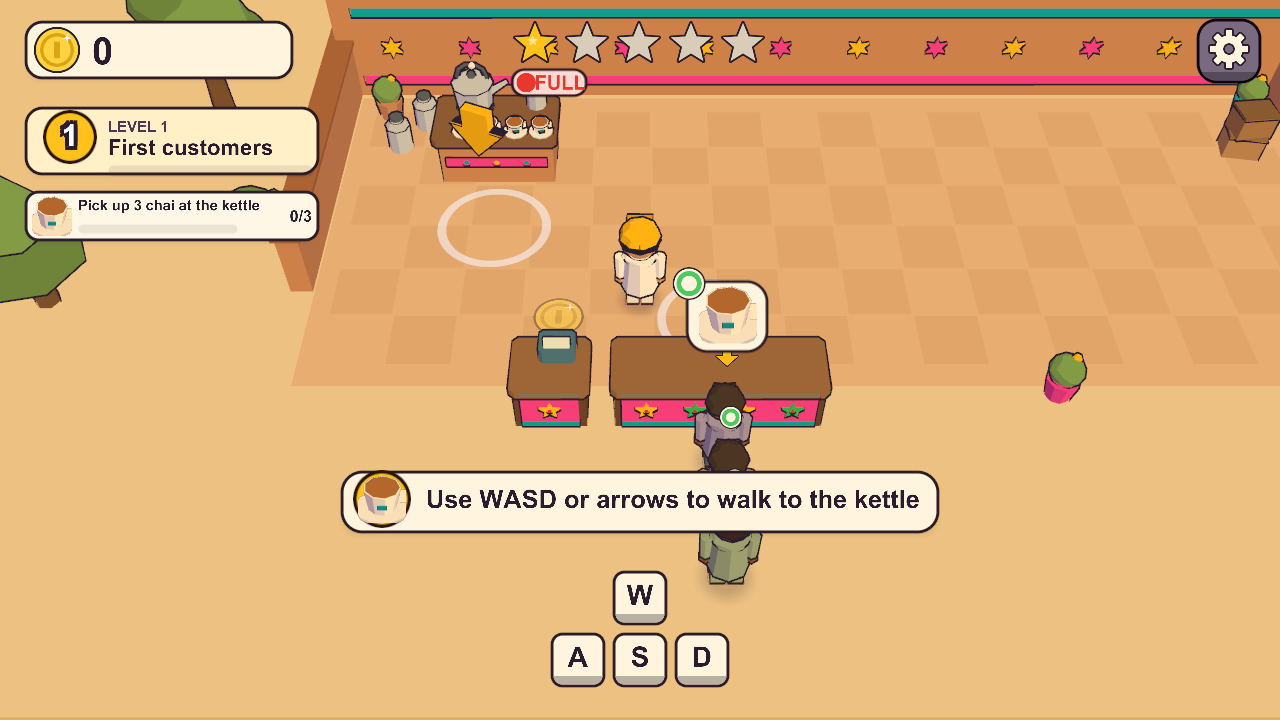 0
FULL
1
LEVEL 1
First customers
Pick up 3 chai at the kettle
0/3
Use WASD or arrows to walk to the kettle
W
A S D